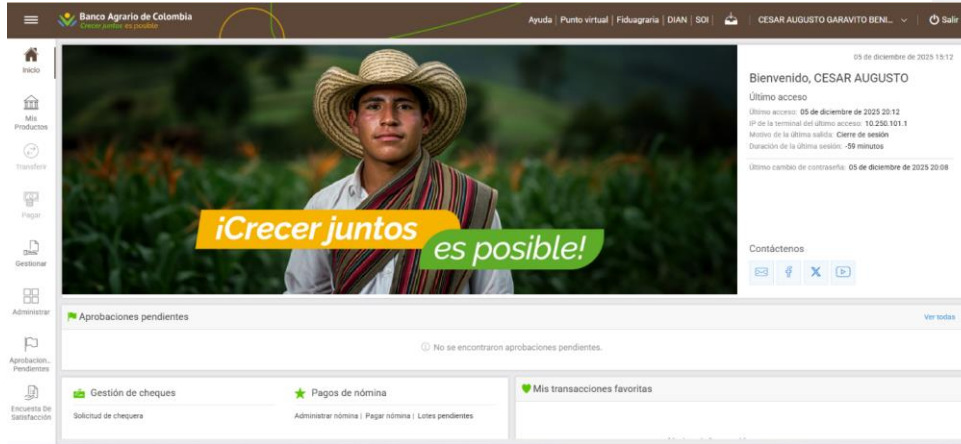 Banco Agrario de Colombia
Crecer juntos es posible
Ayuda | Punto virtual | Fiduagraria | DIAN | SOI |
CESAR AUGUSTO GARAVITO BENI...
Salir
Inicio
Mis
Productos
Transferir
Pagar
Gestionar
Administrar
Aprobacion...
Pendientes
Encuesta De
Satisfacción
¡Crecer juntos
es posible!
05 de diciembre de 2025 15:12
Bienvenido, CESAR AUGUSTO
Último acceso
Último acceso: 05 de diciembre de 2025 20:12
IP de la terminal del último acceso: 10.250.101.1
Motivo de la última salida: Cierre de sesión
Duración de la última sesión: -59 minutos
Último cambio de contraseña: 05 de diciembre de 2025 20:08
Contáctenos
Aprobaciones pendientes
Ver todas
No se encontraron aprobaciones pendientes.
Gestión de cheques
Solicitud de chequera
Pagos de nómina
Administrar nómina | Pagar nómina | Lotes pendientes
Mis transacciones favoritas